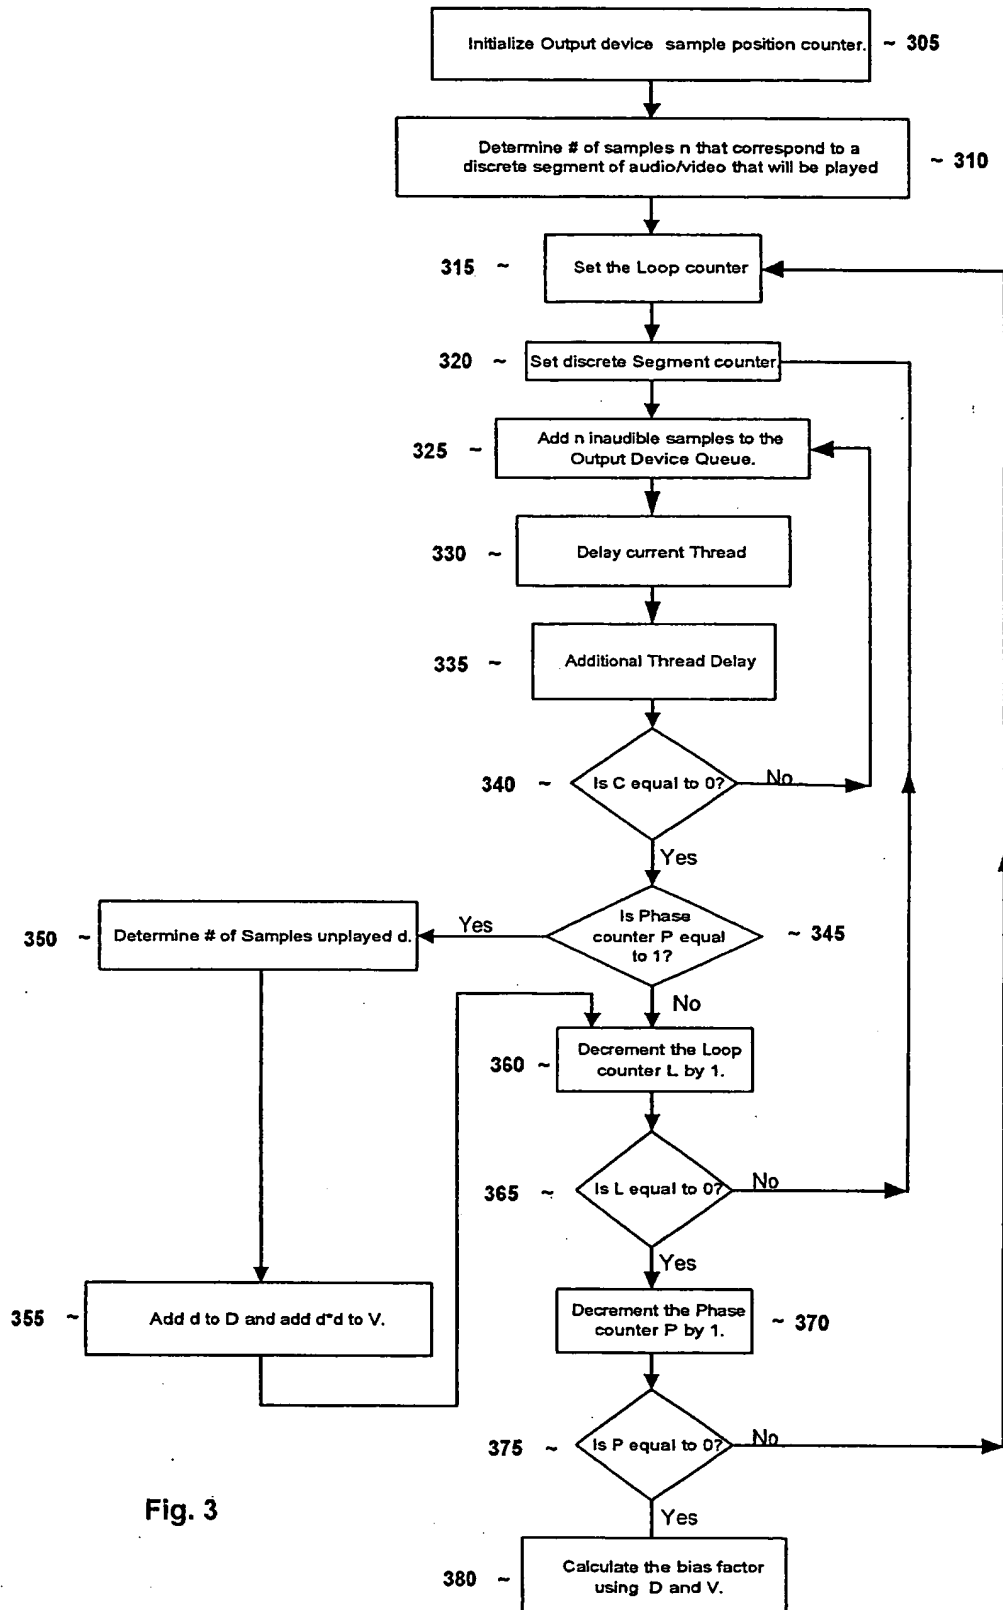 Initialize Output device sample position counter. ~ 305
Determine # of samples n that correspond to a
discrete segment of audio/video that will be played
~ 310
315 ~
Set the Loop counter
320 ~
Set discrete Segment counter
325 ~
Add n inaudible samples to the
Output Device Queue.
330 ~
Delay current Thread
335 ~
Additional Thread Delay
340 ~
Is C equal to 0?
No
Yes
350 ~
Determine # of Samples unplayed d.
Yes
Is Phase
counter P equal
to 1?
~ 345
No
360 ~
Decrement the Loop
counter L by 1.
365 ~
Is L equal to 0?
No
Yes
355 ~
Add d to D and add d*d to V.
Decrement the Phase
counter P by 1.
~ 370
375 ~
Is P equal to 0?
No
Yes
Fig. 3
380 ~
Calculate the bias factor
using D and V.